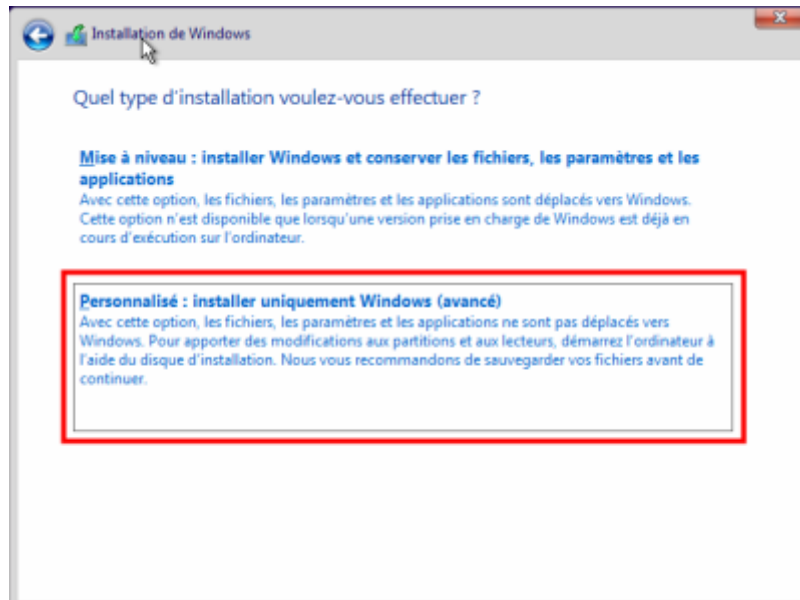 Installation de Windows
Quel type d'installation voulez-vous effectuer ?
Mise à niveau : installer Windows et conserver les fichiers, les paramètres et les
applications
Avec cette option, les fichiers, les paramètres et les applications sont déplacés vers Windows.
Cette option n'est disponible que lorsqu'une version prise en charge de Windows est déjà en
cours d'exécution sur l'ordinateur.
Personnalisé : installer uniquement Windows (avancé)
Avec cette option, les fichiers, les paramètres et les applications ne sont pas déplacés vers
Windows. Pour apporter des modifications aux partitions et aux lecteurs, démarrez l'ordinateur à
l'aide du disque d'installation. Nous vous recommandons de sauvegarder vos fichiers avant de
continuer.